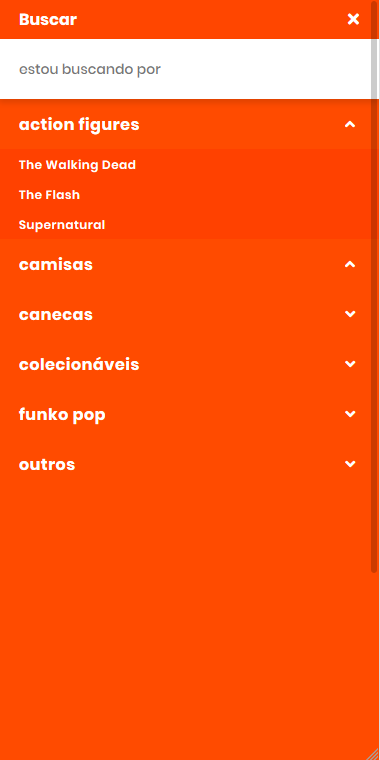 Buscar
estou buscando por
action figures
The Walking Dead
The Flash
Supernatural
camisas
canecas
colecionáveis
funko pop
outros